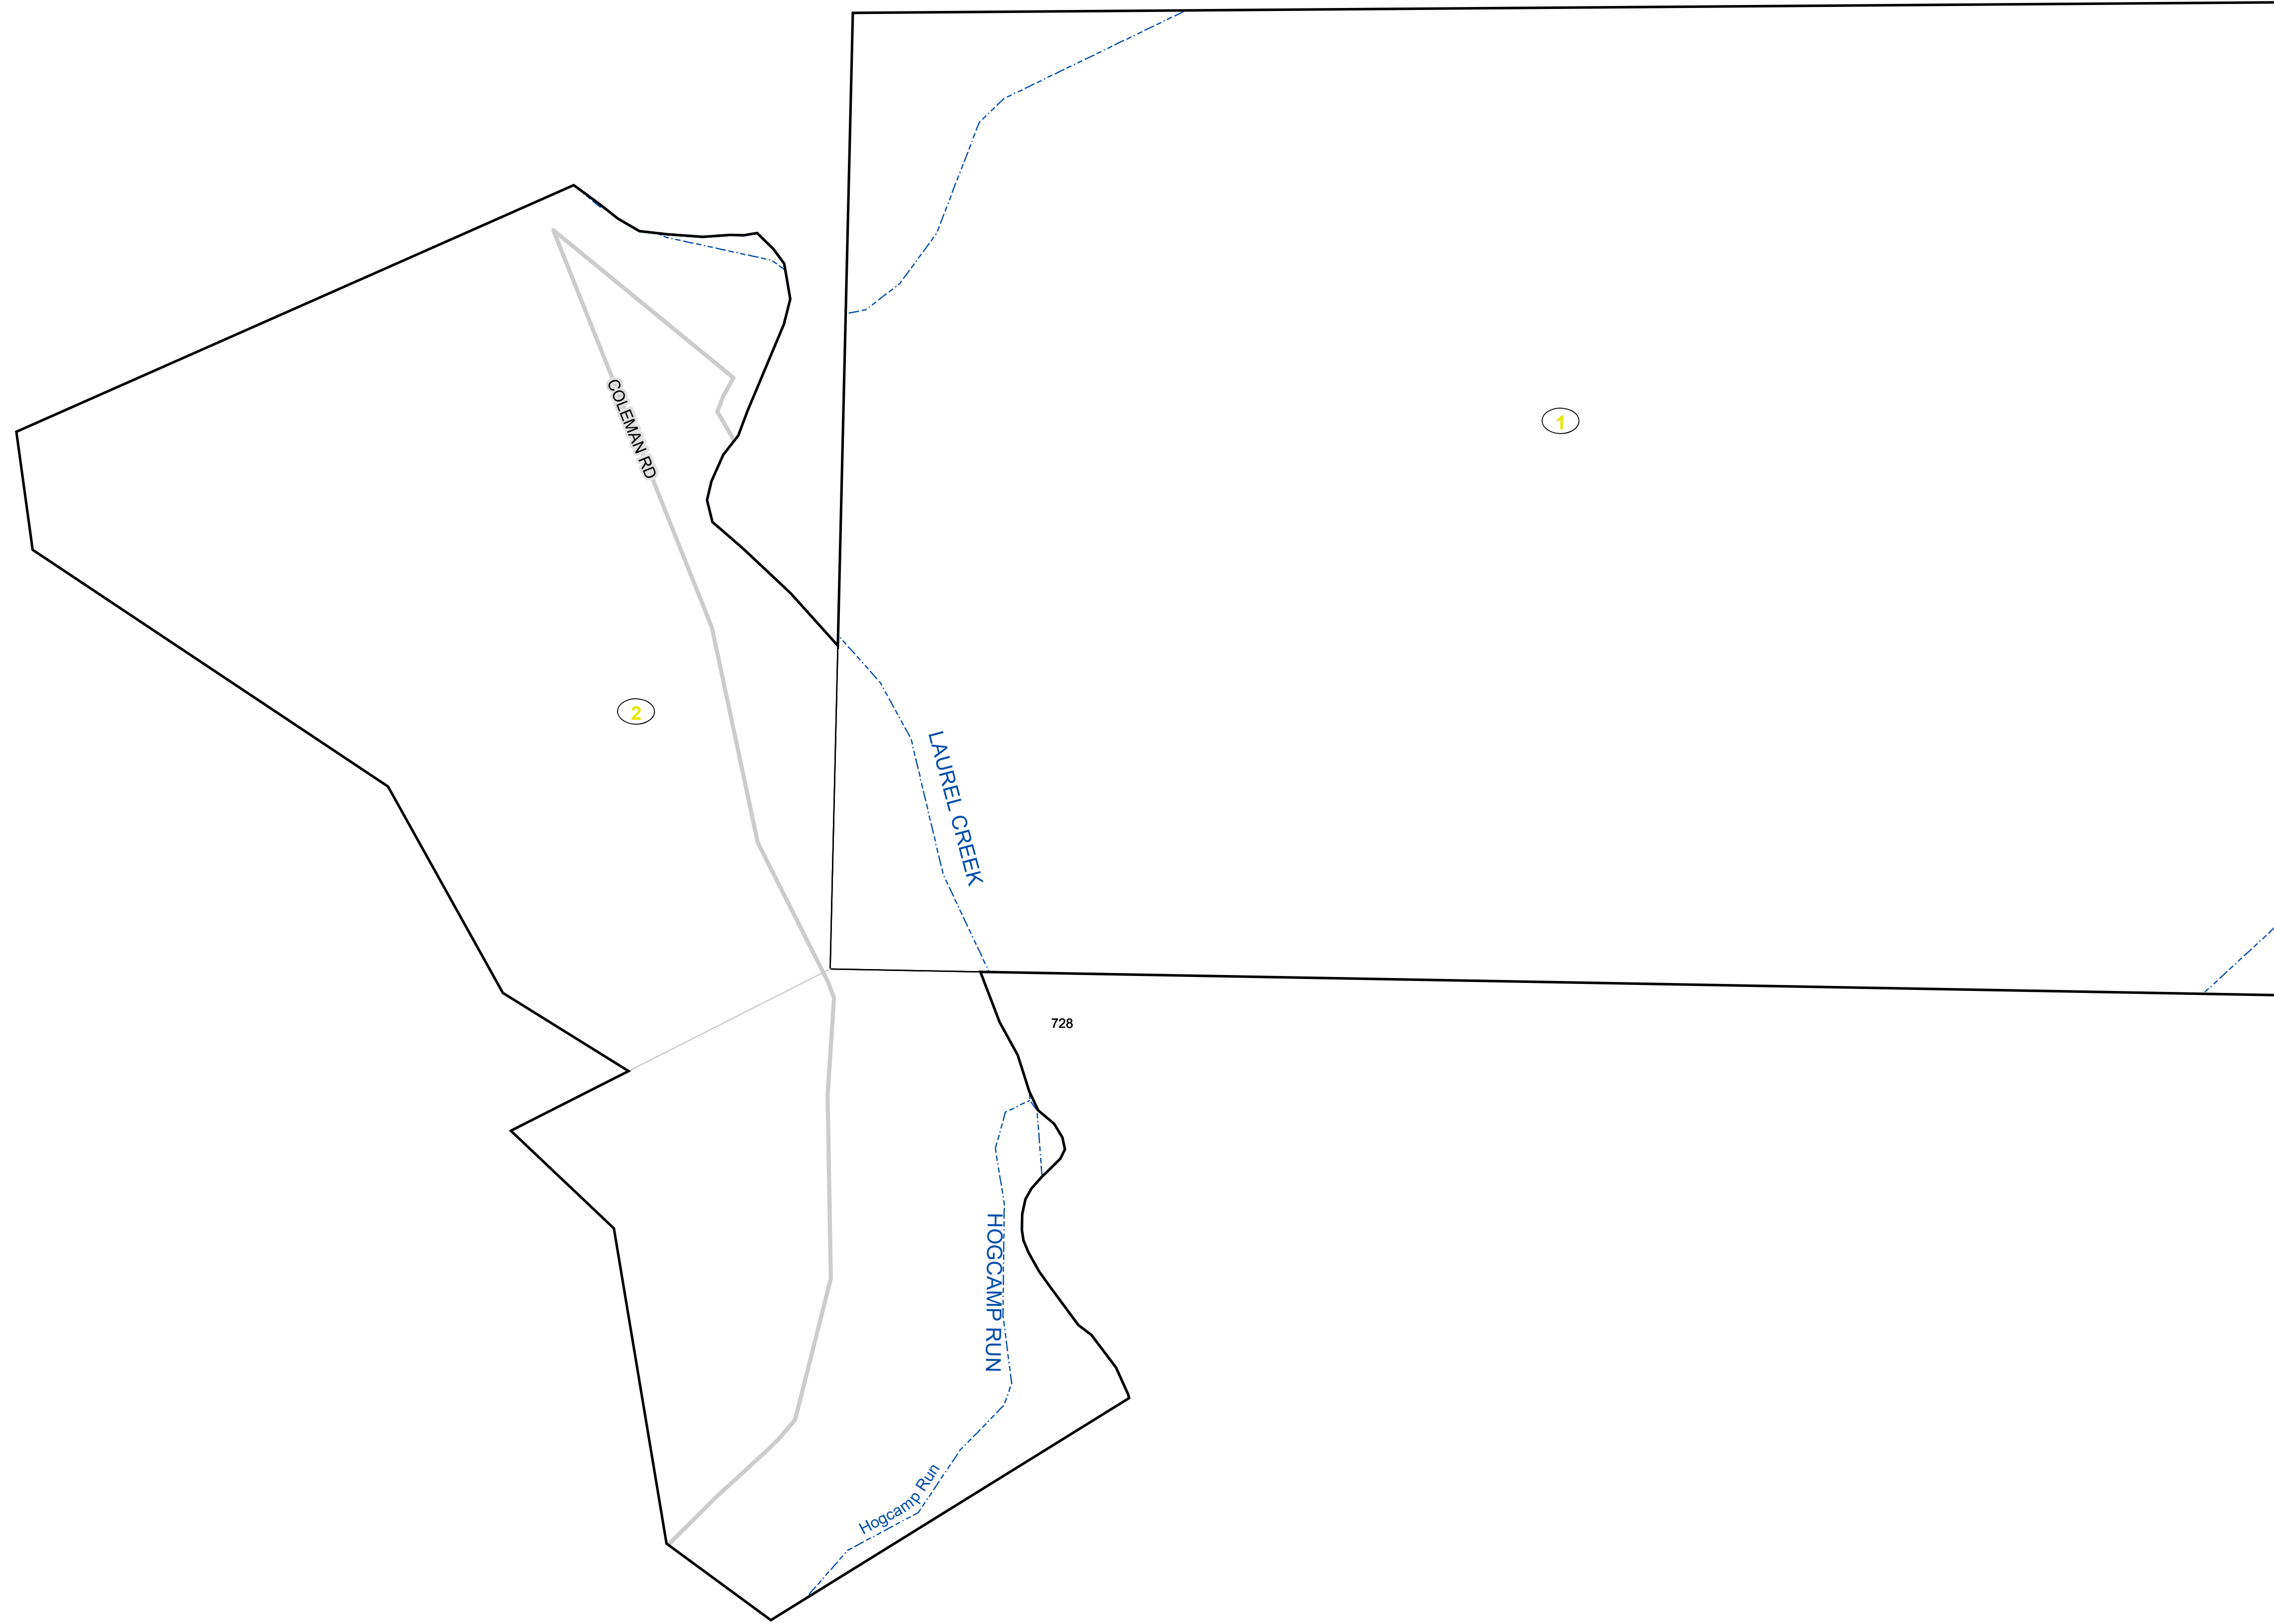 COLEMAN RD
1
2
LAUREL CREEK
728
HOGCAMP RUN
Hogcamp Run